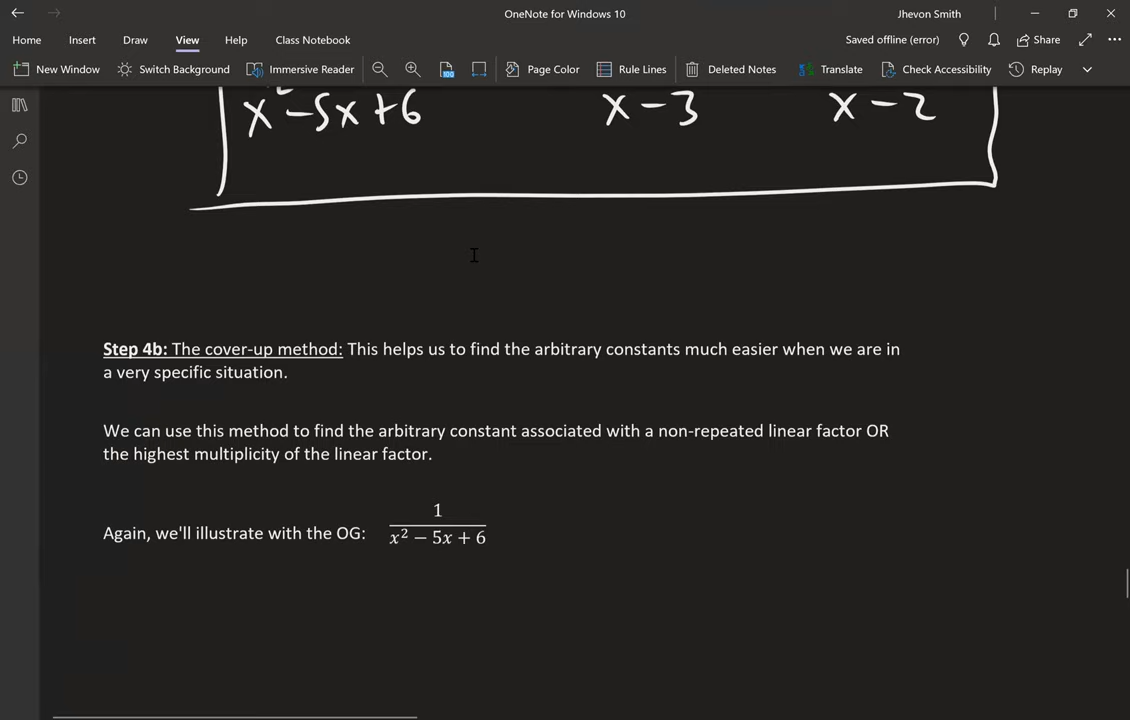 OneNote for Windows 10
Jhevon Smith
Home Insert Draw View Help Class Notebook
Saved offline (error)
Share
New Window Switch Background Immersive Reader 100 Page Color Rule Lines Deleted Notes Translate Check Accessibility Replay
x² - 5x + 6 x - 3 x - 2
Step 4b: The cover-up method: This helps us to find the arbitrary constants much easier when we are in
a very specific situation.
We can use this method to find the arbitrary constant associated with a non-repeated linear factor OR
the highest multiplicity of the linear factor.
1
Again, we'll illustrate with the OG:
x² − 5x + 6